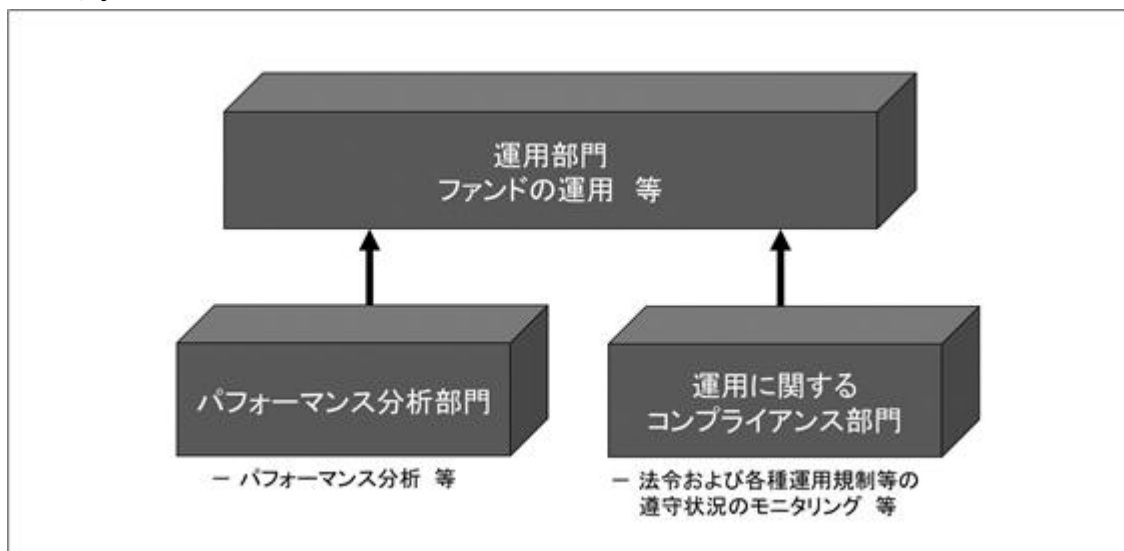 運用部門
ファンドの運用 等
パフォーマンス分析部門
－ パフォーマンス分析 等
運用に関する
コンプライアンス部門
－ 法令および各種運用規制等の
遵守状況のモニタリング 等